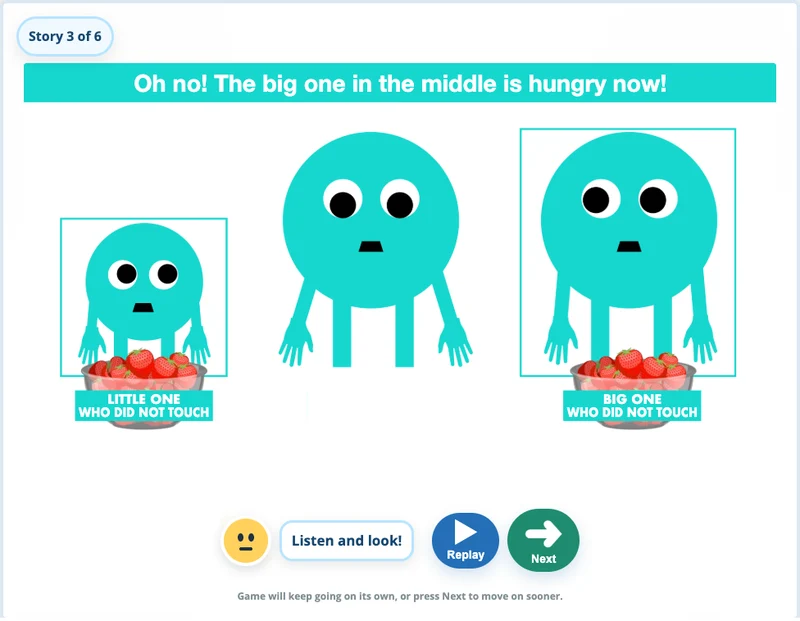 Story 3 of 6
Oh no! The big one in the middle is hungry now!
LITTLE ONE
WHO DID NOT TOUCH
BIG ONE
WHO DID NOT TOUCH
Listen and look!
Replay
Next
Game will keep going on its own, or press Next to move on sooner.